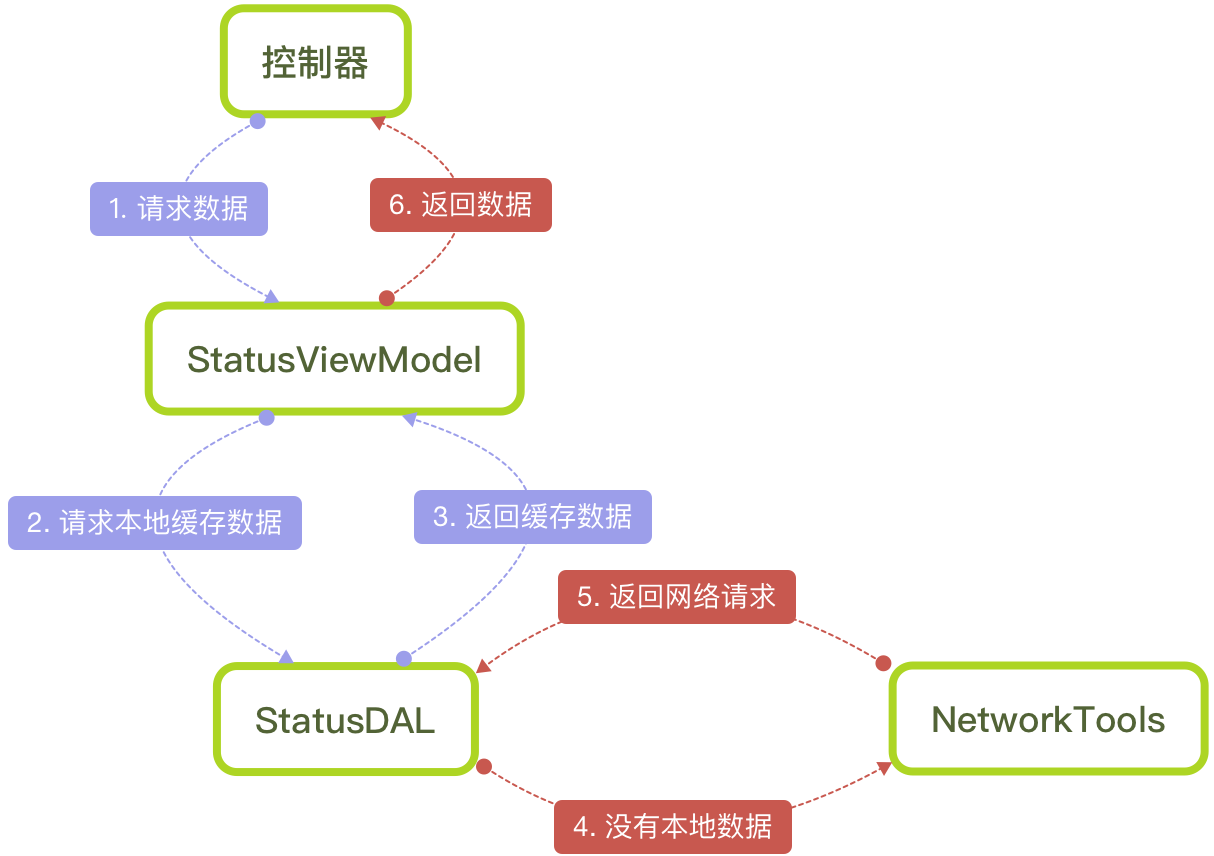 控制器
1. 请求数据
6. 返回数据
StatusViewModel
2. 请求本地缓存数据
3. 返回缓存数据
5. 返回网络请求
StatusDAL
NetworkTools
4. 没有本地数据